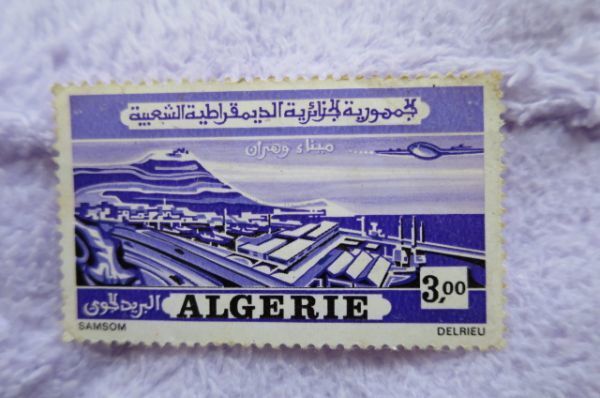 الجمهورية الجزائرية الديمقراطية الشعبية
ميناء وهران
البريد الجوي ALGERIE 3,00
SAMSOM DELRIEU